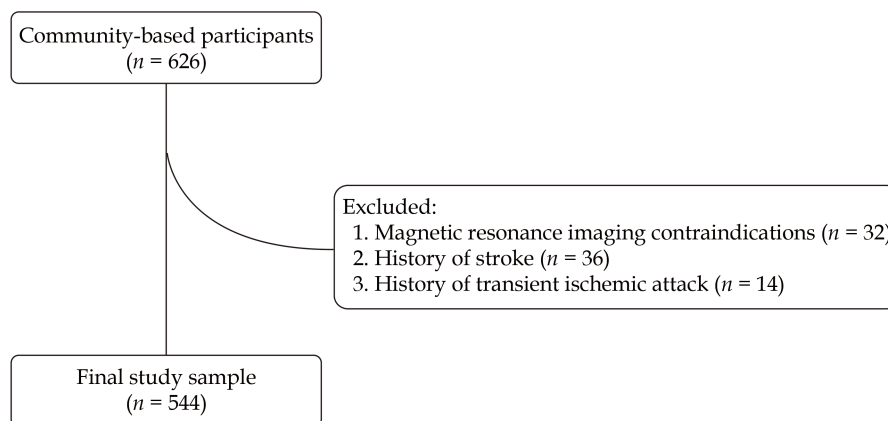 Community-based participants
(n = 626)
Excluded:
1. Magnetic resonance imaging contraindications (n = 32)
2. History of stroke (n = 36)
3. History of transient ischemic attack (n = 14)
Final study sample
(n = 544)